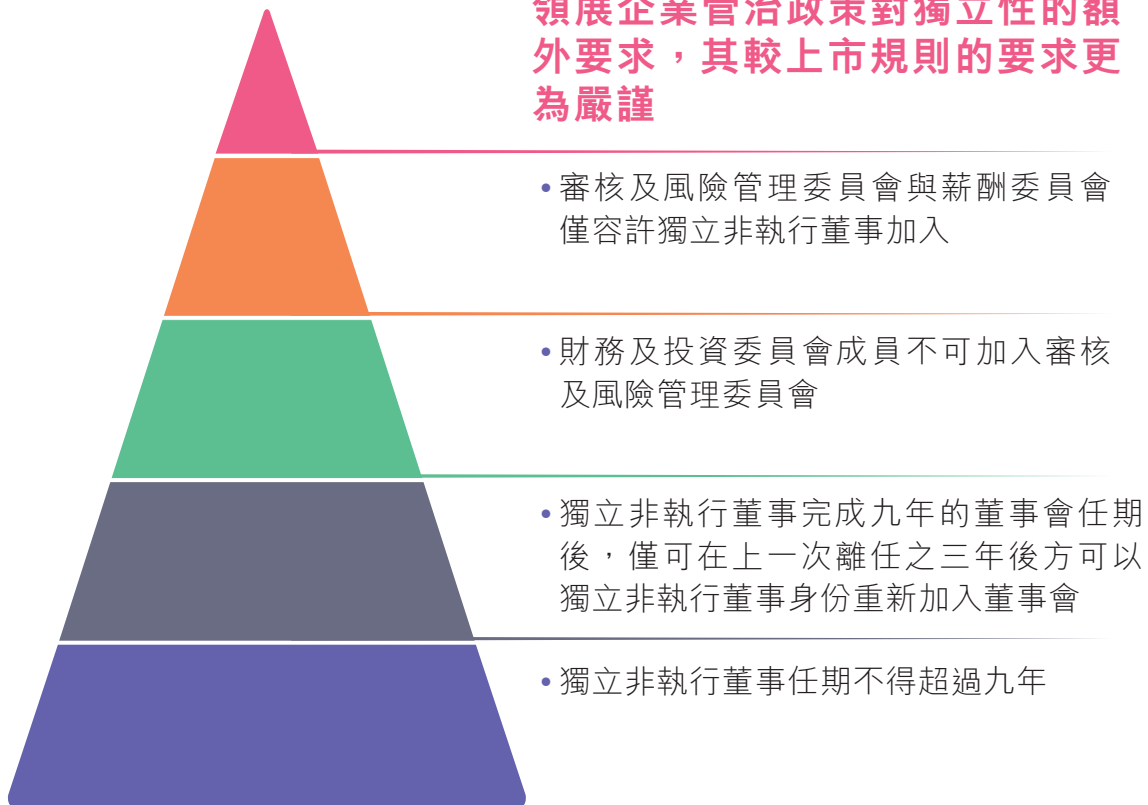 領展企業管治政策對獨立性的額
外要求，其較上市規則的要求更
為嚴謹
•審核及風險管理委員會與薪酬委員會
僅容許獨立非執行董事加入
•財務及投資委員會成員不可加入審核
及風險管理委員會
•獨立非執行董事完成九年的董事會任期
後，僅可在上一次離任之三年後方可以
獨立非執行董事身份重新加入董事會
•獨立非執行董事任期不得超過九年